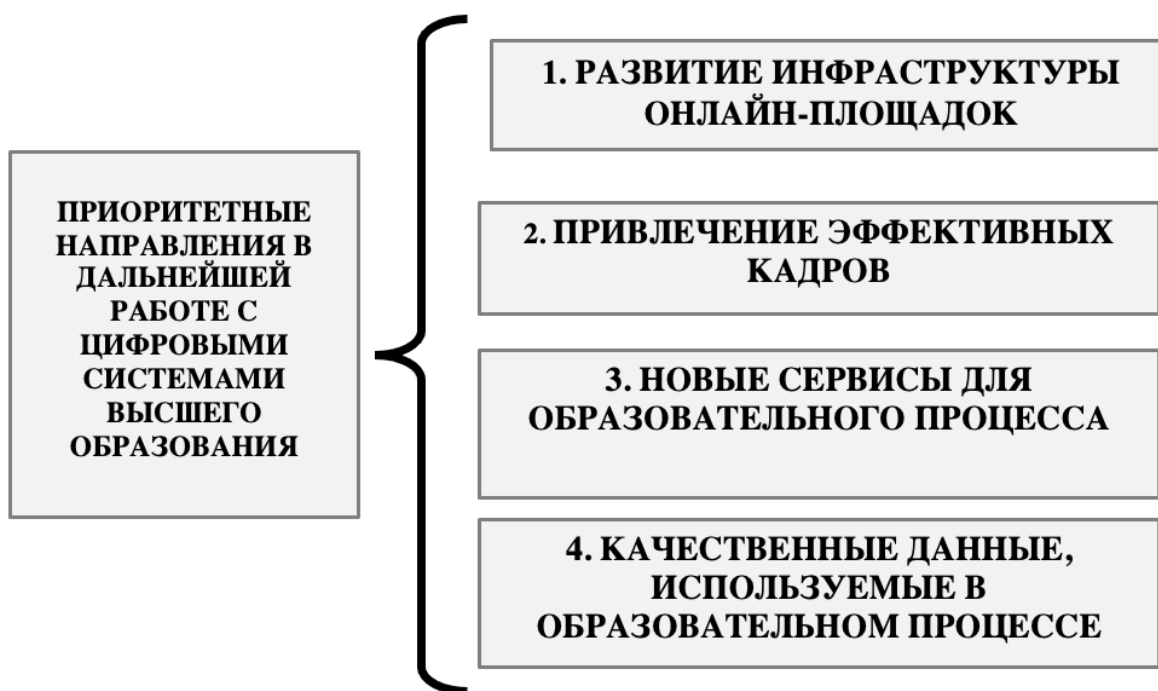 ПРИОРИТЕТНЫЕ
НАПРАВЛЕНИЯ В
ДАЛЬНЕЙШЕЙ
РАБОТЕ С
ЦИФРОВЫМИ
СИСТЕМАМИ
ВЫСШЕГО
ОБРАЗОВАНИЯ
1. РАЗВИТИЕ ИНФРАСТРУКТУРЫ
ОНЛАЙН-ПЛОЩАДОК
2. ПРИВЛЕЧЕНИЕ ЭФФЕКТИВНЫХ
КАДРОВ
3. НОВЫЕ СЕРВИСЫ ДЛЯ
ОБРАЗОВАТЕЛЬНОГО ПРОЦЕССА
4. КАЧЕСТВЕННЫЕ ДАННЫЕ,
ИСПОЛЬЗУЕМЫЕ В
ОБРАЗОВАТЕЛЬНОМ ПРОЦЕССЕ